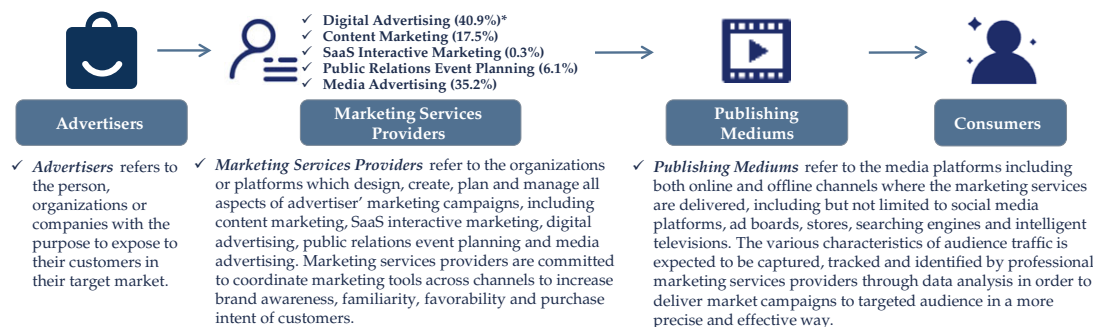 ✓ Digital Advertising (40.9%)*
✓ Content Marketing (17.5%)
✓ SaaS Interactive Marketing (0.3%)
✓ Public Relations Event Planning (6.1%)
✓ Media Advertising (35.2%)
Advertisers
Marketing Services
Providers
Publishing
Mediums
Consumers
✓ Advertisers refers to
the person,
organizations or
companies with the
purpose to expose to
their customers in
their target market.
✓ Marketing Services Providers refer to the organizations
or platforms which design, create, plan and manage all
aspects of advertiser’ marketing campaigns, including
content marketing, SaaS interactive marketing, digital
advertising, public relations event planning and media
advertising. Marketing services providers are committed
to coordinate marketing tools across channels to increase
brand awareness, familiarity, favorability and purchase
intent of customers.
✓ Publishing Mediums refer to the media platforms including
both online and offline channels where the marketing services
are delivered, including but not limited to social media
platforms, ad boards, stores, searching engines and intelligent
televisions. The various characteristics of audience traffic is
expected to be captured, tracked and identified by professional
marketing services providers through data analysis in order to
deliver market campaigns to targeted audience in a more
precise and effective way.